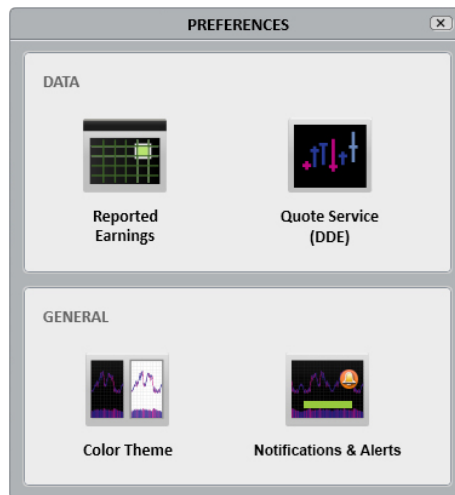 PREFERENCES
DATA
Reported
Earnings
Quote Service
(DDE)
GENERAL
Color Theme
Notifications & Alerts